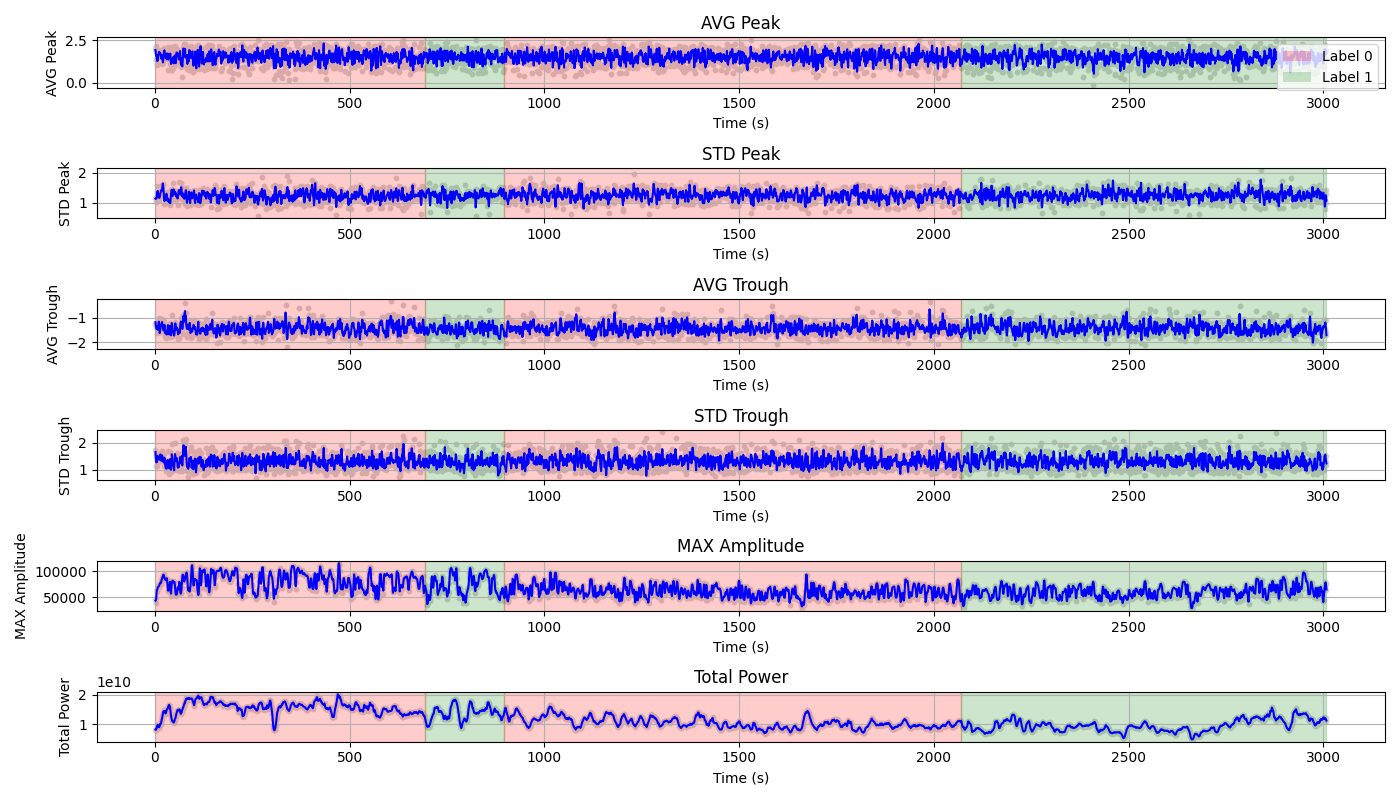 AVG Peak
AVG Peak
2.5
0.0
Label 0
Label 1
0 500 1000 1500 2000 2500 3000
Time (s)
STD Peak
STD Peak
2
1
0 500 1000 1500 2000 2500 3000
Time (s)
AVG Trough
AVG Trough
−1
−2
0 500 1000 1500 2000 2500 3000
Time (s)
STD Trough
STD Trough
2
1
0 500 1000 1500 2000 2500 3000
Time (s)
MAX Amplitude
MAX Amplitude
100000
50000
0 500 1000 1500 2000 2500 3000
Time (s)
Total Power
Total Power
1e10
2
1
0 500 1000 1500 2000 2500 3000
Time (s)